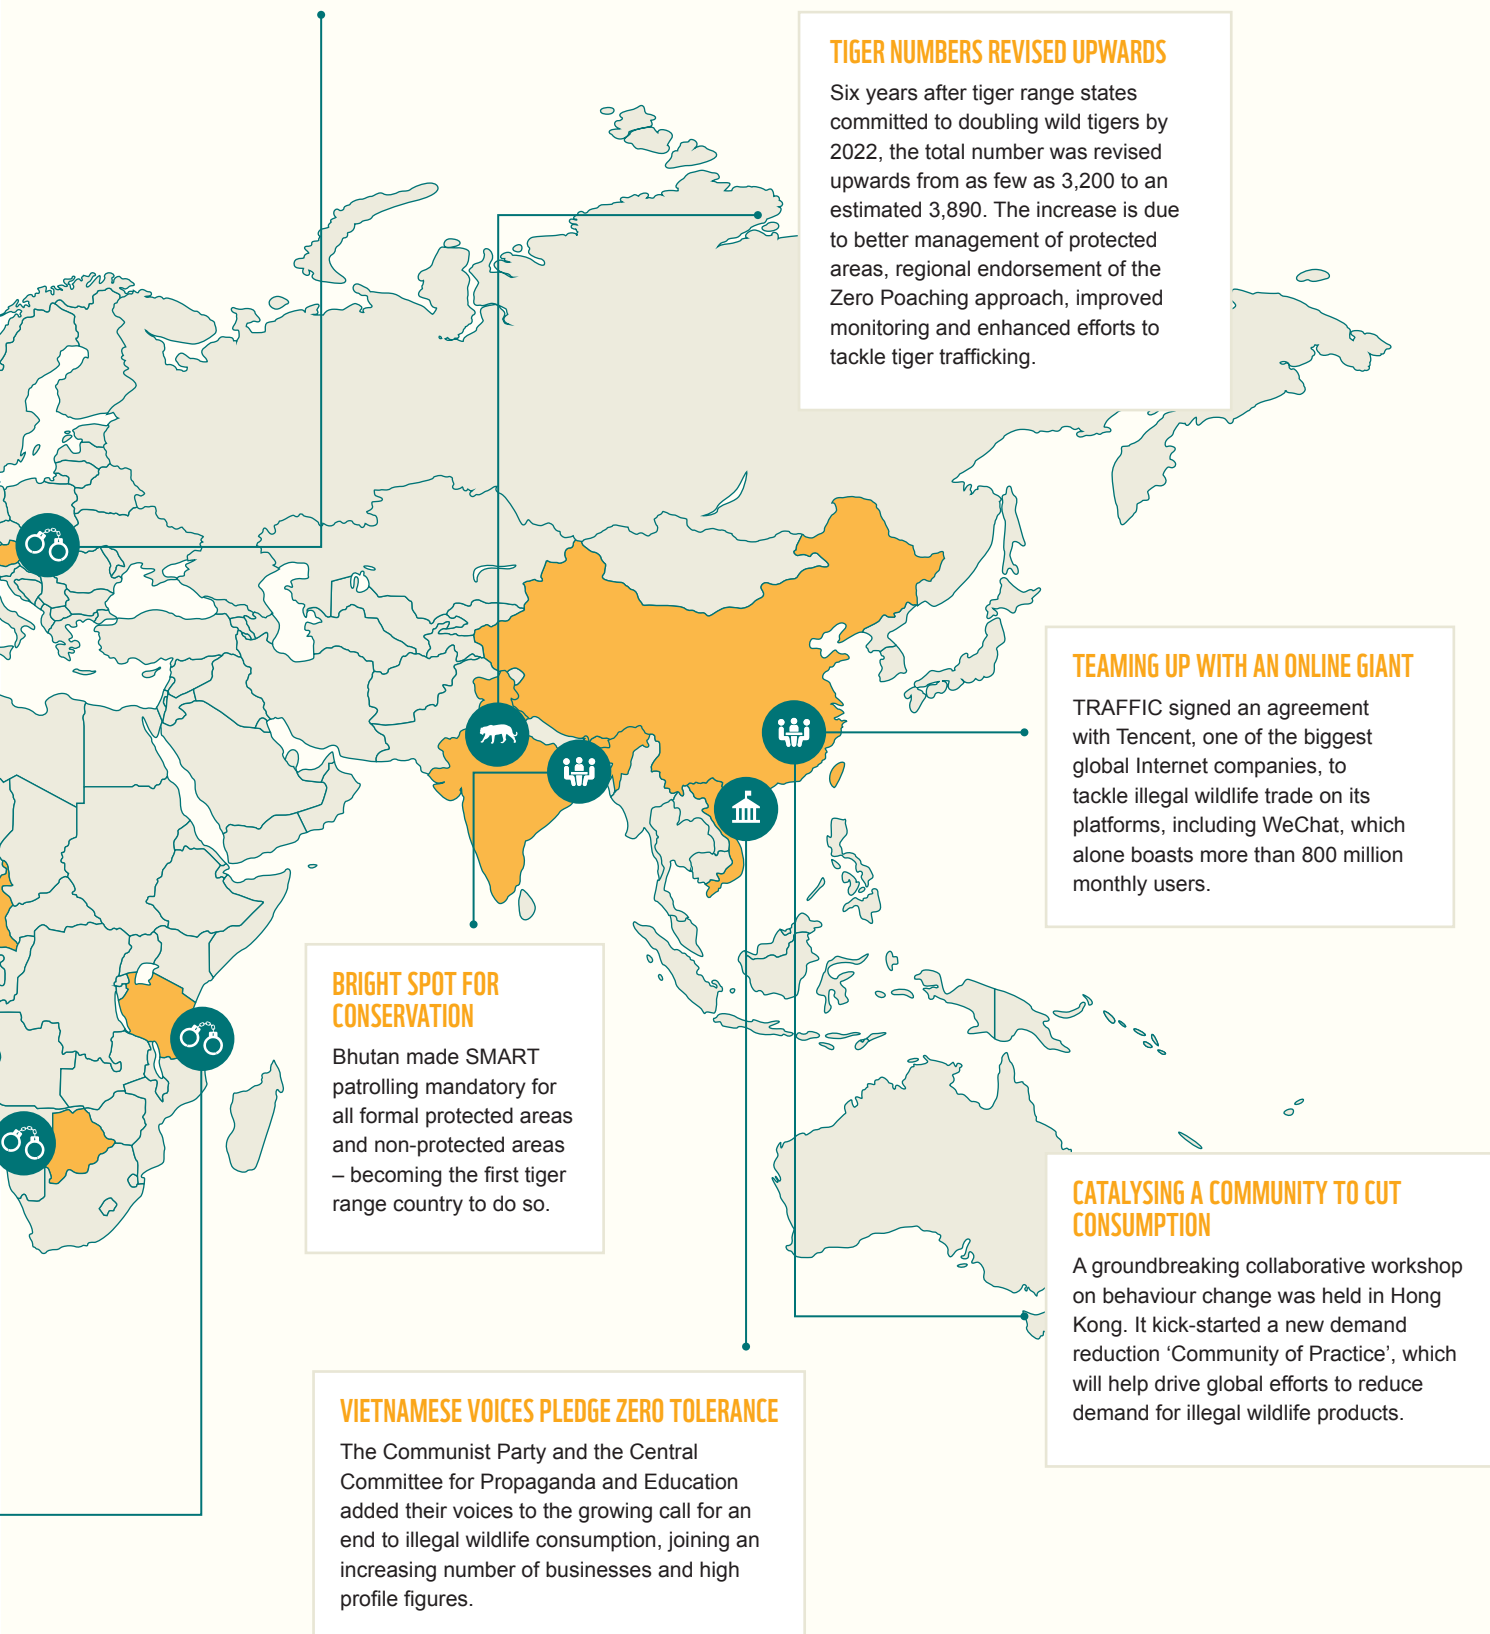 TIGER NUMBERS REVISED UPWARDS
Six years after tiger range states
committed to doubling wild tigers by
2022, the total number was revised
upwards from as few as 3,200 to an
estimated 3,890. The increase is due
to better management of protected
areas, regional endorsement of the
Zero Poaching approach, improved
monitoring and enhanced efforts to
tackle tiger trafficking.
TEAMING UP WITH AN ONLINE GIANT
TRAFFIC signed an agreement
with Tencent, one of the biggest
global Internet companies, to
tackle illegal wildlife trade on its
platforms, including WeChat, which
alone boasts more than 800 million
monthly users.
BRIGHT SPOT FOR
CONSERVATION
Bhutan made SMART
patrolling mandatory for
all formal protected areas
and non-protected areas
– becoming the first tiger
range country to do so.
CATALYSING A COMMUNITY TO CUT
CONSUMPTION
A groundbreaking collaborative workshop
on behaviour change was held in Hong
Kong. It kick-started a new demand
reduction ‘Community of Practice’, which
will help drive global efforts to reduce
demand for illegal wildlife products.
VIETNAMESE VOICES PLEDGE ZERO TOLERANCE
The Communist Party and the Central
Committee for Propaganda and Education
added their voices to the growing call for an
end to illegal wildlife consumption, joining an
increasing number of businesses and high
profile figures.